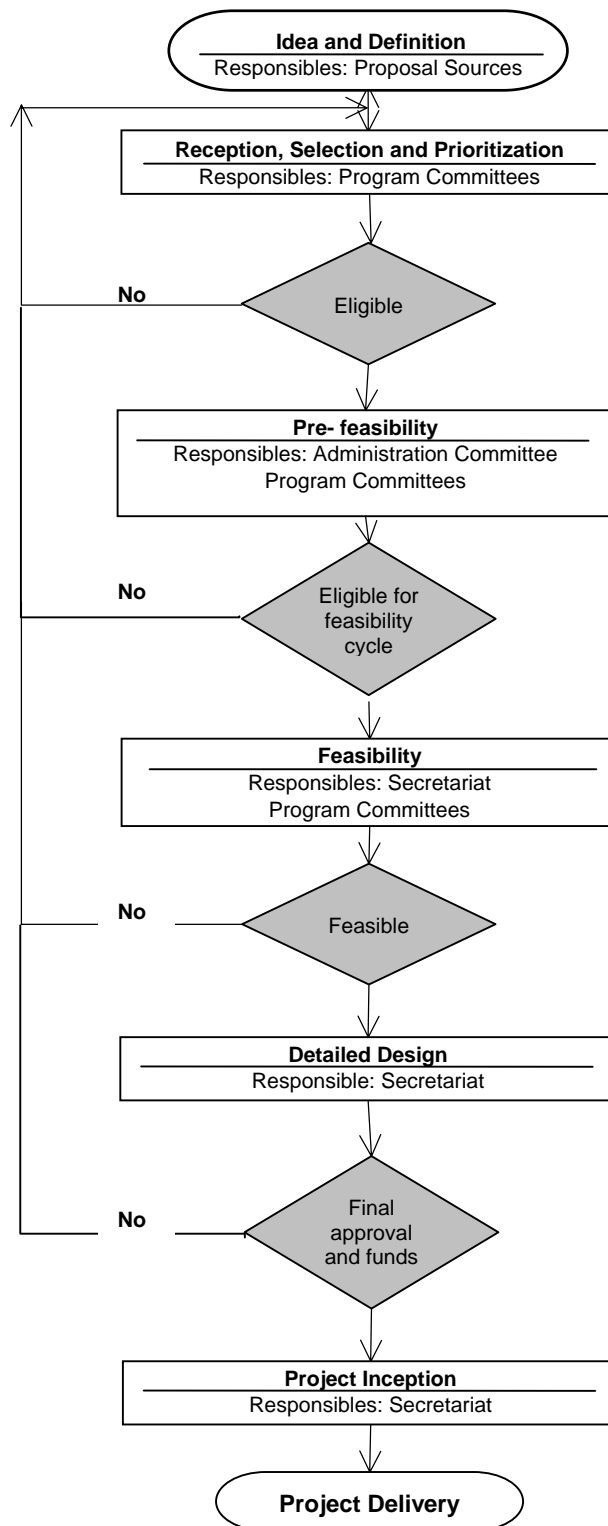 Idea and Definition
Responsibles: Proposal Sources
Reception, Selection and Prioritization
Responsibles: Program Committees
No
Eligible
Pre- feasibility
Responsibles: Administration Committee
Program Committees
No
Eligible for
feasibility
cycle
Feasibility
Responsibles: Secretariat
Program Committees
No
Feasible
Detailed Design
Responsible: Secretariat
No
Final
approval
and funds
Project Inception
Responsibles: Secretariat
Project Delivery